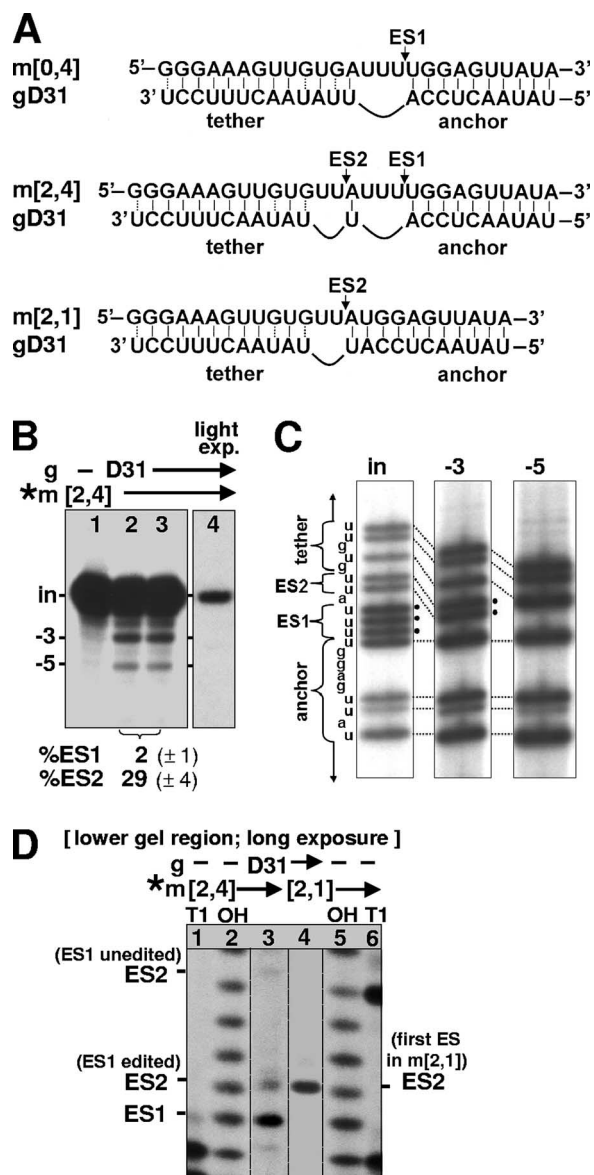 A
ES1
m[0,4] 5'–GGGAAAGUUGUGAUUUUGGAGUUAUA–3'
gD31 3'UCCUUUCAAUAUU ACCUCAAUAU–5'
tether anchor
ES2 ES1
m[2,4] 5'–GGGAAAGUUGUGUUAUUUUGGAGUUAUA–3'
gD31 3'UCCUUUCAAUAU U ACCUCAAUAU–5'
tether anchor
ES2
m[2,1] 5'–GGGAAAGUUGUGUUAUGGAGUUAUA–3'
gD31 3'UCCUUUCAAUAU UACCUCAAUAU–5'
tether anchor
B
light exp.
g – D31
*m [2,4]
1 2 3 4
in
-3
-5
%ES1 2 (± 1)
%ES2 29 (± 4)
C
in -3 -5
tether
ES2
ES1
anchor
u
u
g
u
g
u
u
a
u
u
u
u
g
g
a
g
u
u
a
u
D
[ lower gel region; long exposure ]
g – – D31 – –
*m [2,4] [2,1]
T1 OH OH T1
1 2 3 4 5 6
(ES1 unedited)
ES2
(ES1 edited)
ES2
ES1
(first ES in m[2,1])
ES2